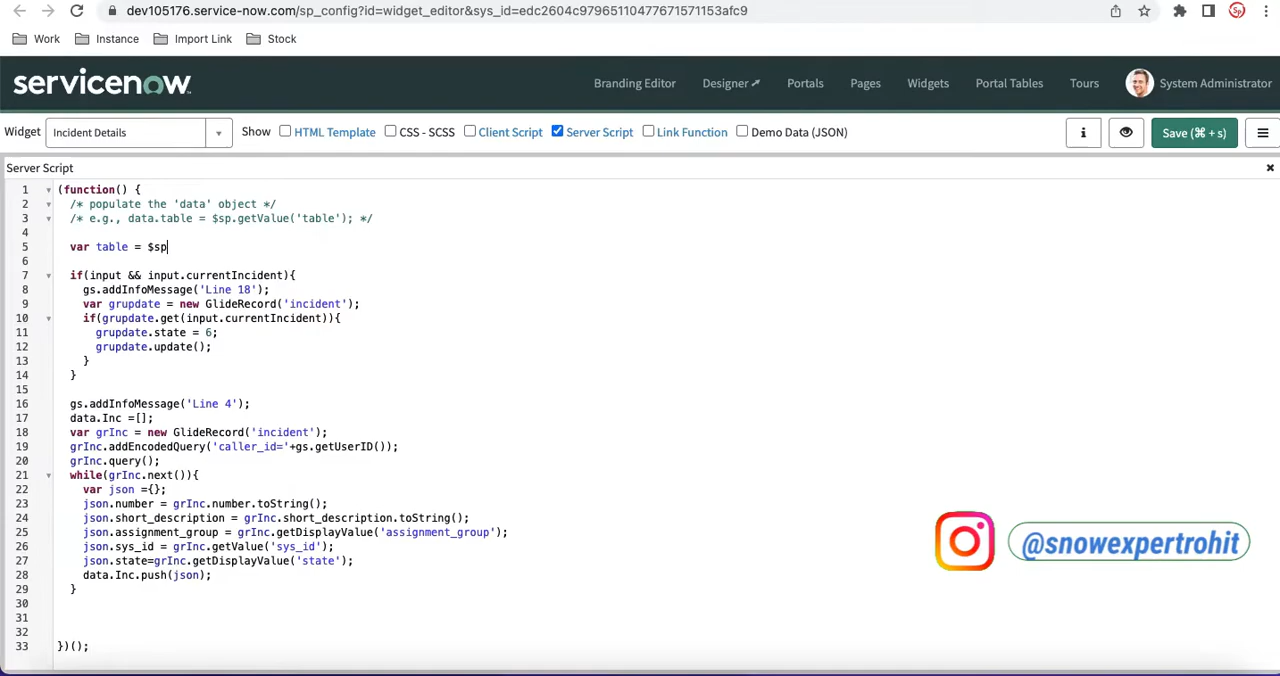 dev105176.service-now.com/sp_config?id=widget_editor&sys_id=edc2604c97965110477671571153afc9
Sp
Work Instance Import Link Stock
servicenow
Branding Editor Designer Portals Pages Widgets Portal Tables Tours System Administrator
Widget Incident Details Show HTML Template CSS - SCSS Client Script Server Script Link Function Demo Data (JSON) i Save (⌘ + s)
Server Script
1 (function() {
2 /* populate the 'data' object */
3 /* e.g., data.table = $sp.getValue('table'); */
4
5 var table = $sp
6
7 if(input && input.currentIncident){
8 gs.addInfoMessage('Line 18');
9 var grupdate = new GlideRecord('incident');
10 if(grupdate.get(input.currentIncident)){
11 grupdate.state = 6;
12 grupdate.update();
13 }
14 }
15
16 gs.addInfoMessage('Line 4');
17 data.Inc =[];
18 var grInc = new GlideRecord('incident');
19 grInc.addEncodedQuery('caller_id='+gs.getUserID());
20 grInc.query();
21 while(grInc.next()){
22 var json ={};
23 json.number = grInc.number.toString();
24 json.short_description = grInc.short_description.toString();
25 json.assignment_group = grInc.getDisplayValue('assignment_group');
26 json.sys_id = grInc.getValue('sys_id');
27 json.state=grInc.getDisplayValue('state');
28 data.Inc.push(json);
29 }
30
31
32
33 })();
@snowexpertrohit